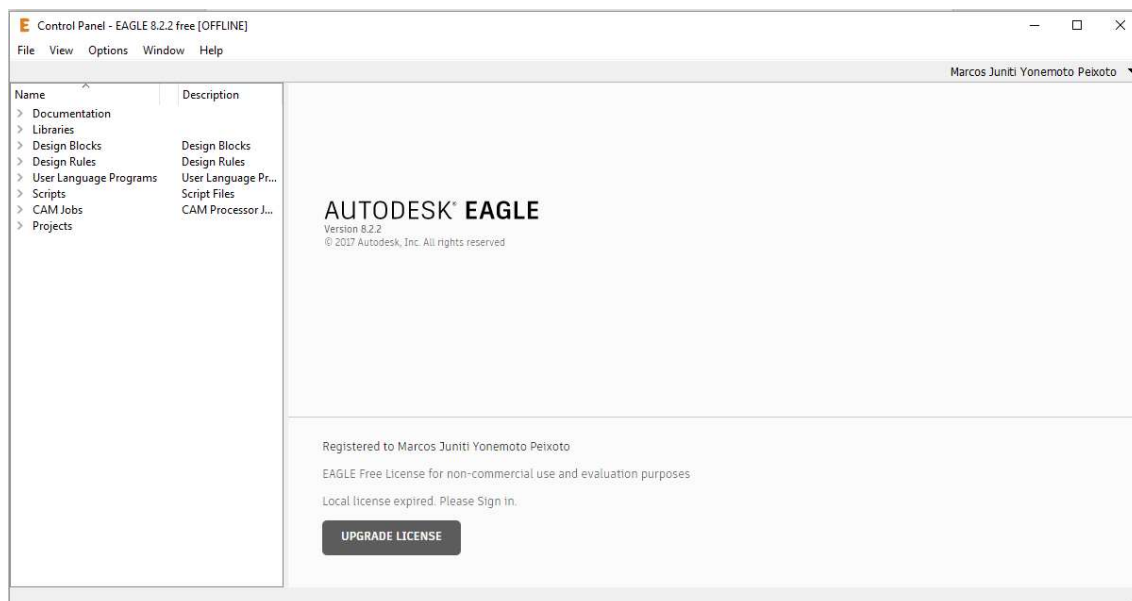 E Control Panel - EAGLE 8.2.2 free [OFFLINE]
File View Options Window Help
Marcos Juniti Yonemoto Peixoto
Name Description
Documentation
Libraries
Design Blocks Design Blocks
Design Rules Design Rules
User Language Programs User Language Pr...
Scripts Script Files
CAM Jobs CAM Processor J...
Projects
AUTODESK® EAGLE
Version 8.2.2
© 2017 Autodesk, Inc. All rights reserved
Registered to Marcos Juniti Yonemoto Peixoto
EAGLE Free License for non-commercial use and evaluation purposes
Local license expired. Please Sign in.
UPGRADE LICENSE